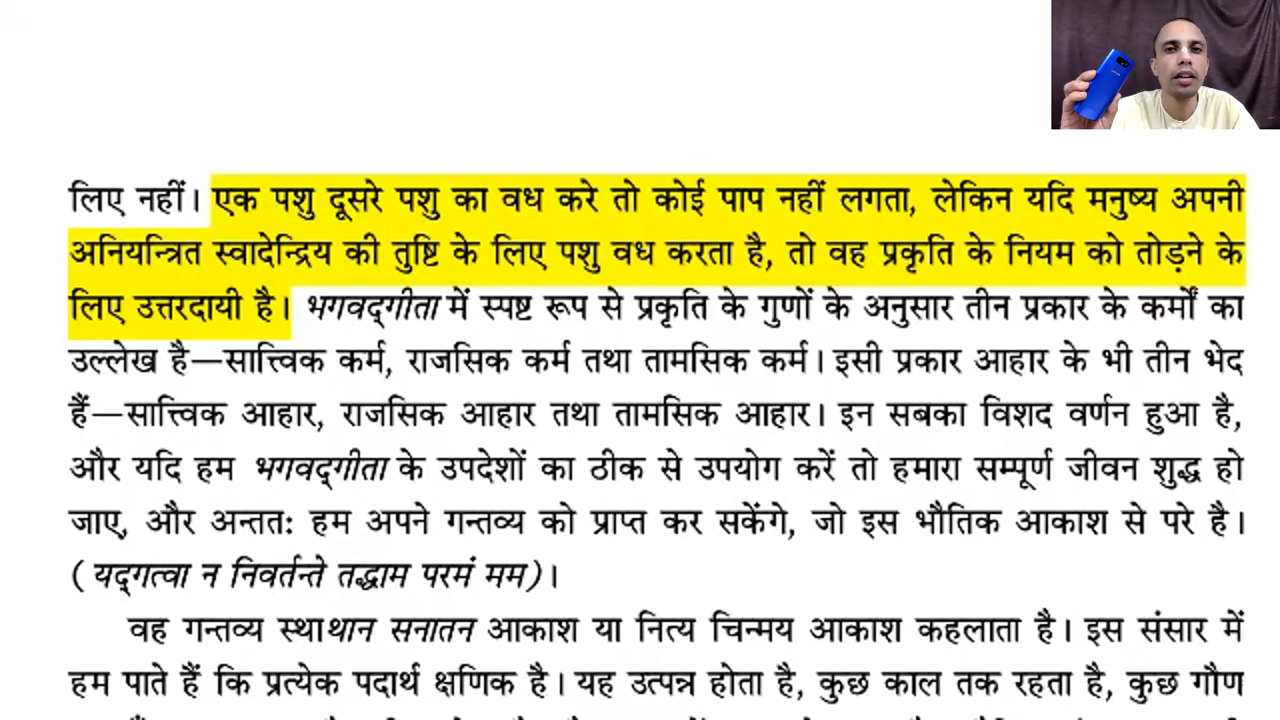 लिए नहीं। एक पशु दूसरे पशु का वध करे तो कोई पाप नहीं लगता, लेकिन यदि मनुष्य अपनी
अनियन्त्रित स्वादेन्द्रिय की तुष्टि के लिए पशु वध करता है, तो वह प्रकृति के नियम को तोड़ने के
लिए उत्तरदायी है। भगवद्‌गीता में स्पष्ट रूप से प्रकृति के गुणों के अनुसार तीन प्रकार के कर्मों का
उल्लेख है—सात्त्विक कर्म, राजसिक कर्म तथा तामसिक कर्म। इसी प्रकार आहार के भी तीन भेद
हैं—सात्त्विक आहार, राजसिक आहार तथा तामसिक आहार। इन सबका विशद वर्णन हुआ है,
और यदि हम भगवद्‌गीता के उपदेशों का ठीक से उपयोग करें तो हमारा सम्पूर्ण जीवन शुद्ध हो
जाए, और अन्ततः हम अपने गन्तव्य को प्राप्त कर सकेंगे, जो इस भौतिक आकाश से परे है।
(यद्‌गत्वा न निवर्तन्ते तद्धाम परमं मम)।
वह गन्तव्य स्थाथान सनातन आकाश या नित्य चिन्मय आकाश कहलाता है। इस संसार में
हम पाते हैं कि प्रत्येक पदार्थ क्षणिक है। यह उत्पन्न होता है, कुछ काल तक रहता है, कुछ गौण